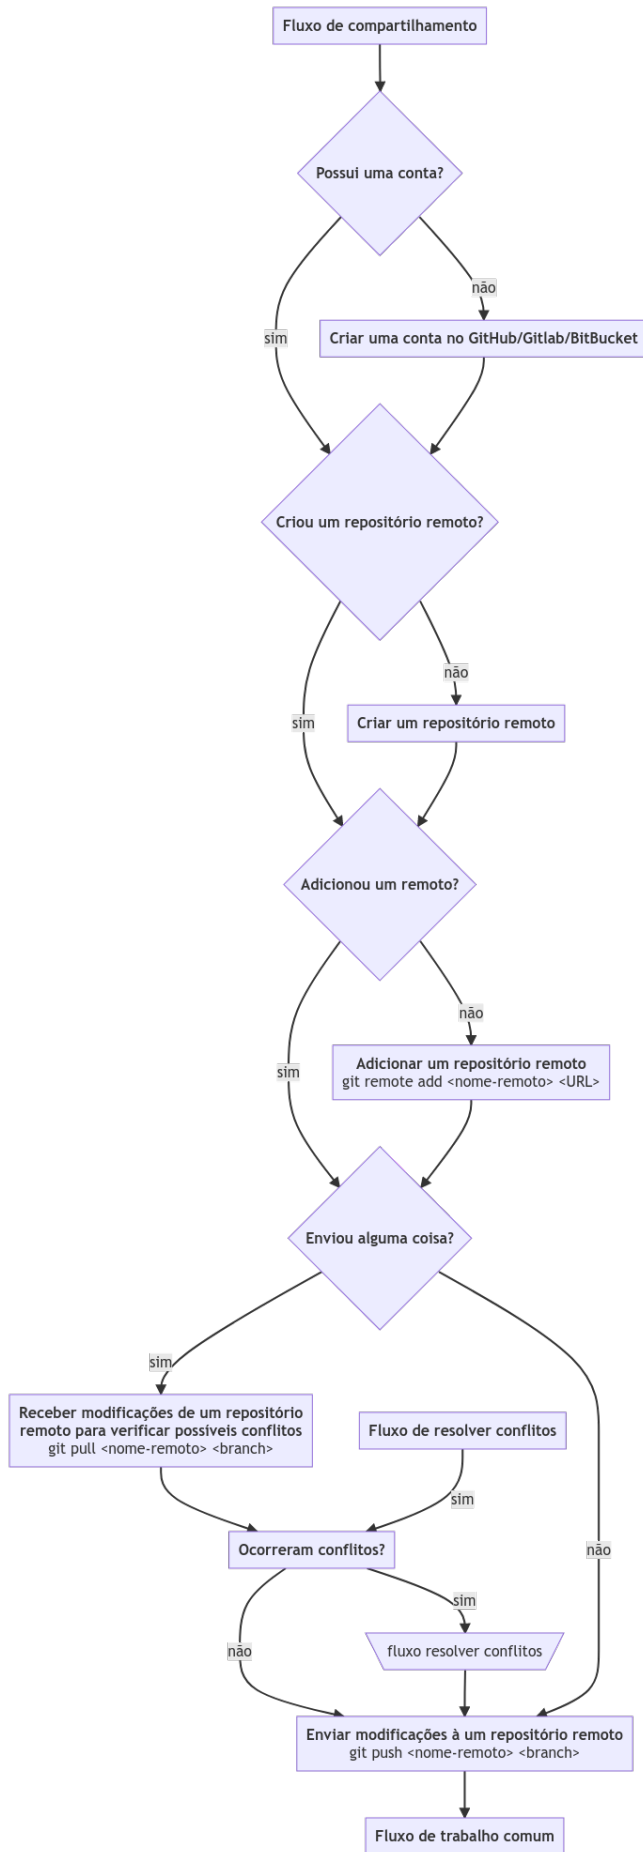 Fluxo de compartilhamento
Possui uma conta?
não
sim
Criar uma conta no GitHub/Gitlab/BitBucket
Criou um repositório remoto?
não
sim
Criar um repositório remoto
Adicionou um remoto?
não
sim
Adicionar um repositório remoto
git remote add <nome-remoto> <URL>
Enviou alguma coisa?
sim
Receber modificações de um repositório
remoto para verificar possiveis conflitos
git pull <nome-remoto> <branch>
Fluxo de resolver conflitos
sim
Ocorreram conflitos?
não
sim
não
fluxo resolver conflitos
Enviar modificações à um repositório remoto
git push <nome-remoto> <branch>
Fluxo de trabalho comum